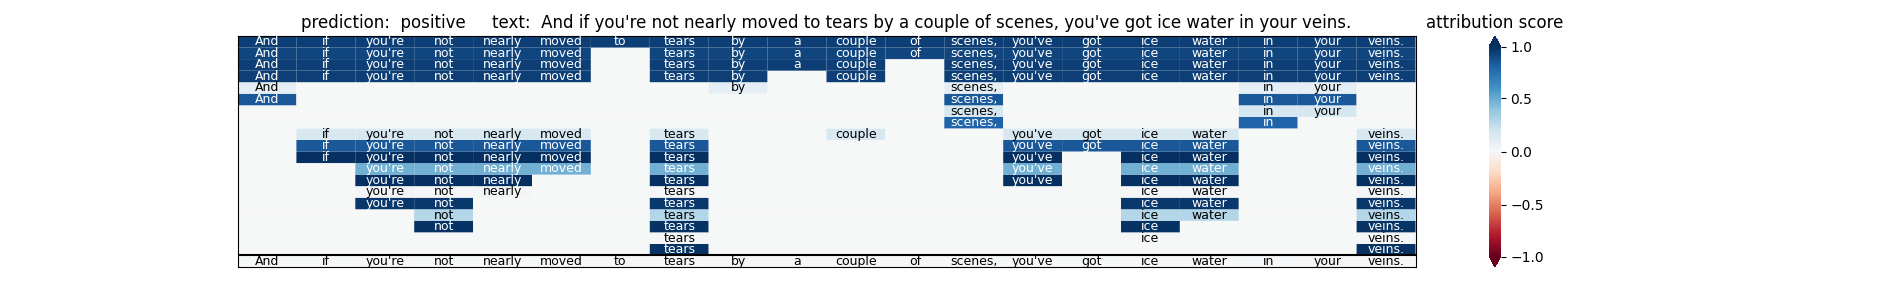 prediction:  positive     text:  And if you're not nearly moved to tears by a couple of scenes, you've got ice water in your veins.
attribution score
And if you're not nearly moved to tears by a couple of scenes, you've got ice water in your veins.
And if you're not nearly moved tears by a couple of scenes, you've got ice water in your veins.
And if you're not nearly moved tears by a couple scenes, you've got ice water in your veins.
And if you're not nearly moved tears by couple scenes, you've got ice water in your veins.
And by scenes, in your
And scenes, in your
scenes, in your
scenes, in
if you're not nearly moved tears couple you've got ice water veins.
if you're not nearly moved tears you've got ice water veins.
if you're not nearly moved tears you've ice water veins.
you're not nearly moved tears you've ice water veins.
you're not nearly tears you've ice water veins.
you're not nearly tears ice water veins.
you're not tears ice water veins.
not tears ice water veins.
not tears ice veins.
tears ice veins.
tears veins.
And if you're not nearly moved to tears by a couple of scenes, you've got ice water in your veins.
1.0
0.5
0.0
−0.5
−1.0